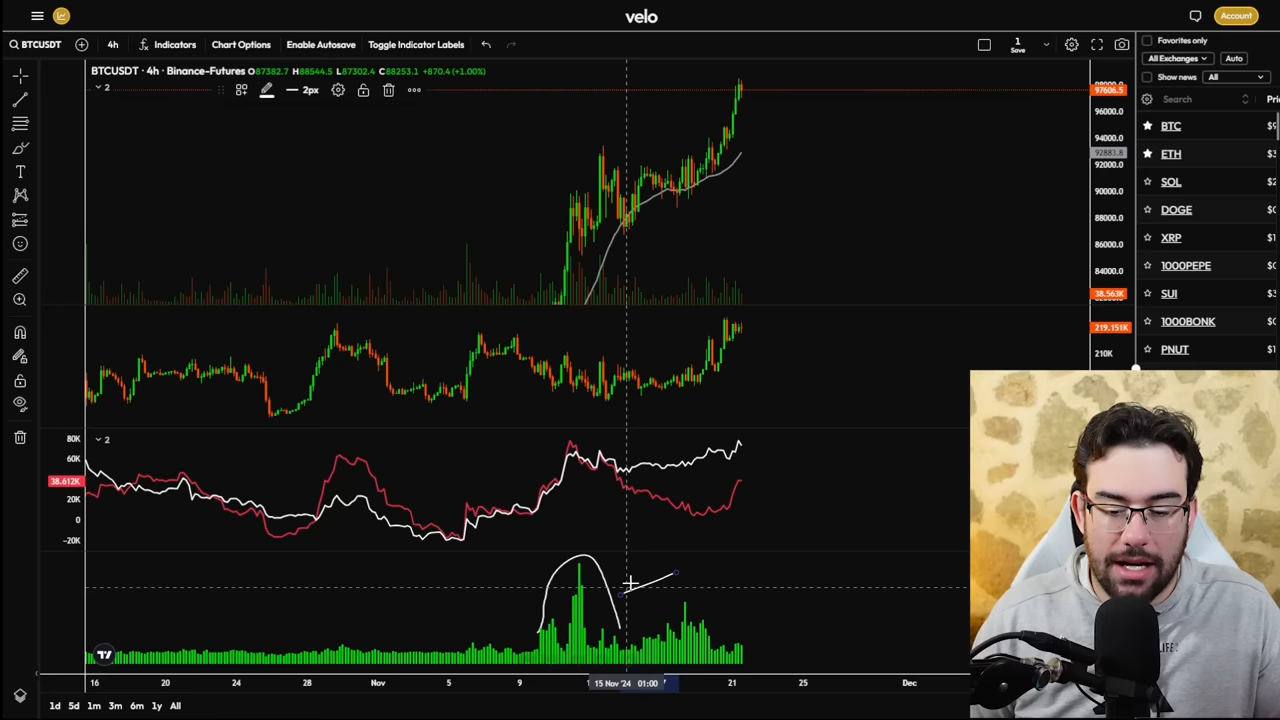 velo
Account
BTCUSDT 4h Indicators Chart Options Enable Autosave Toggle Indicator Labels
1
Save
Favorites only
All Exchanges Auto
Show news All
Search
BTC
ETH
SOL
DOGE
XRP
1000PEPE
SUI
1000BONK
PNUT
BTCUSDT · 4h · Binance-Futures O87382.7 H88544.5 L87302.4 C88253.1 +870.4 (+1.00%)
2
2px
97606.5
96000.0
94000.0
92883.8
92000.0
90000.0
88000.0
86000.0
84000.0
38.563K
219.151K
210K
2
80K
60K
38.612K
20K
0
-20K
16 20 24 28 Nov 5 9 15 Nov '24 01:00 21 25 Dec
1d 5d 1m 3m 6m 1y All